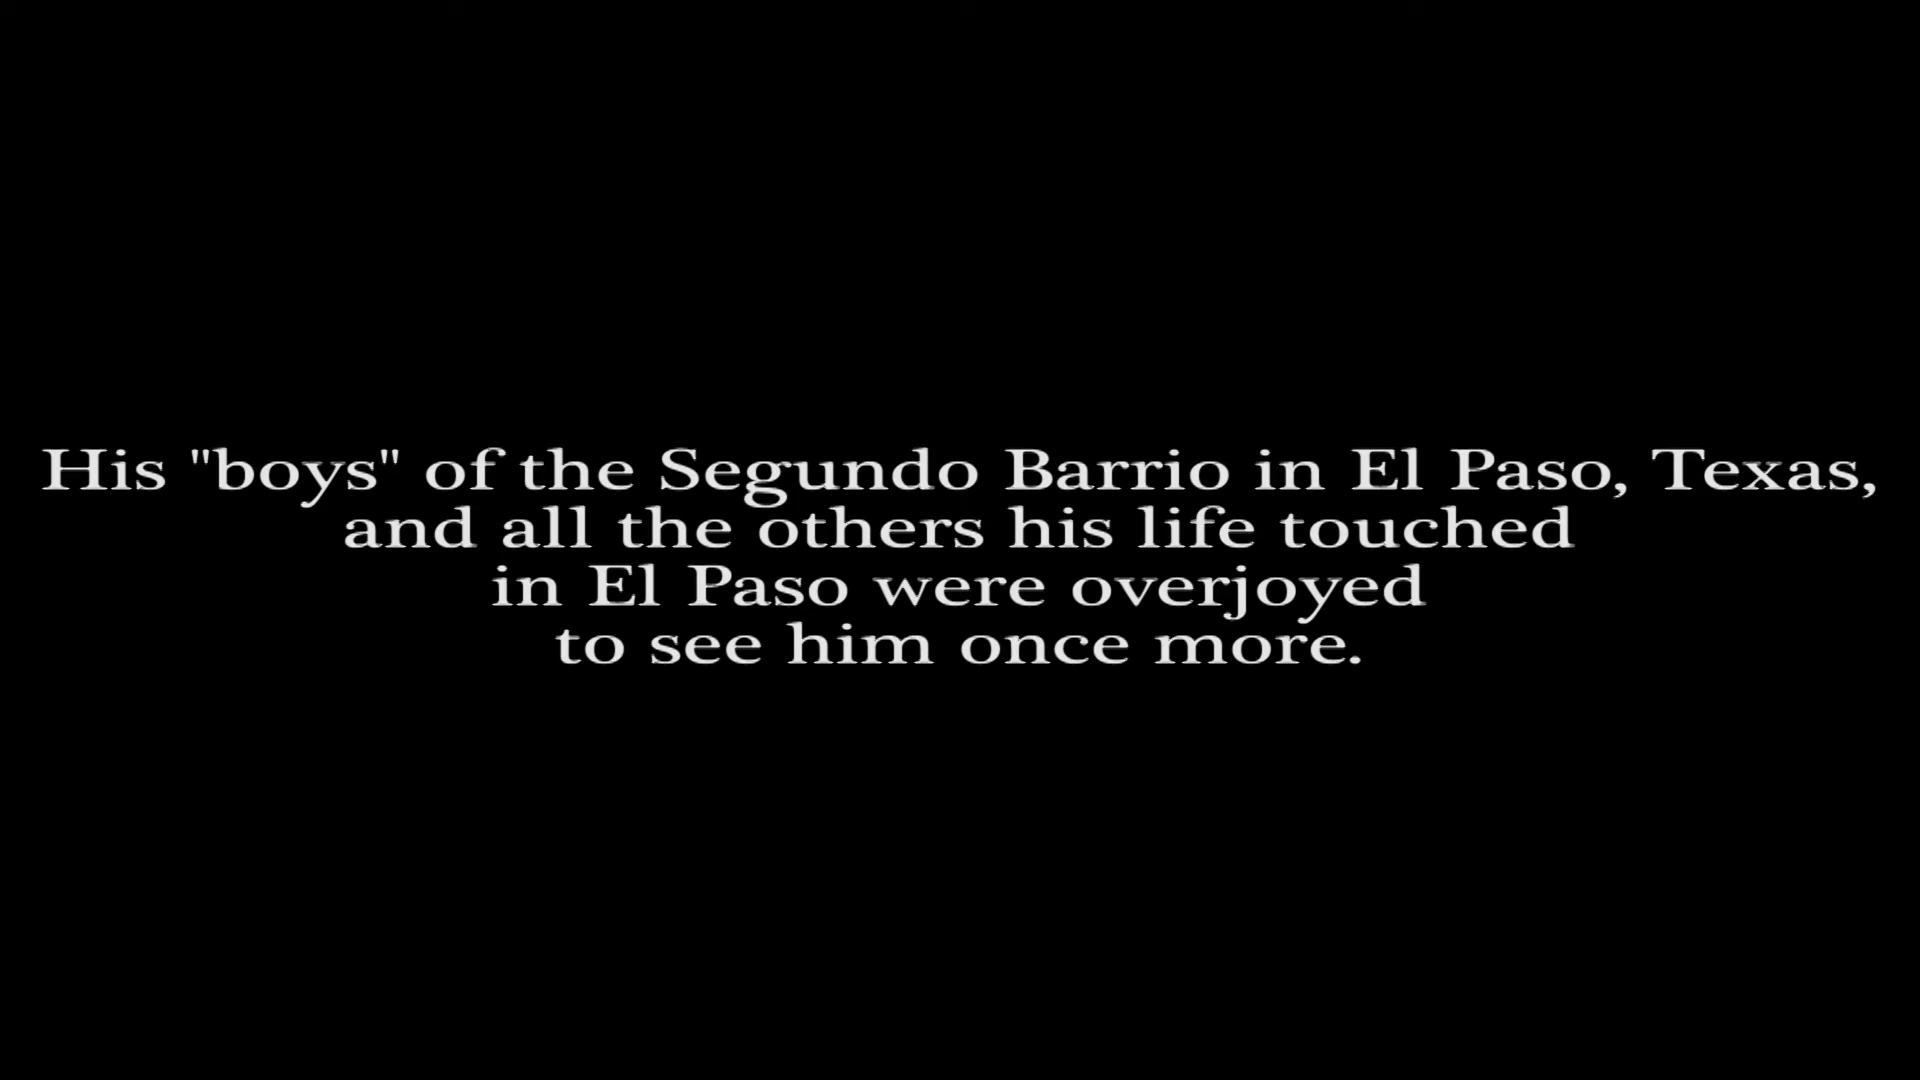 His "boys" of the Segundo Barrio in El Paso, Texas,
and all the others his life touched
in El Paso were overjoyed
to see him once more.